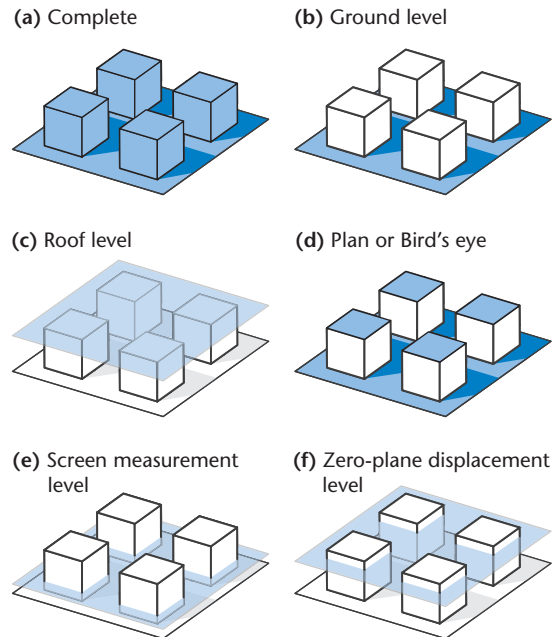 (a) Complete
(b) Ground level
(c) Roof level
(d) Plan or Bird’s eye
(e) Screen measurement
level
(f) Zero-plane displacement
level